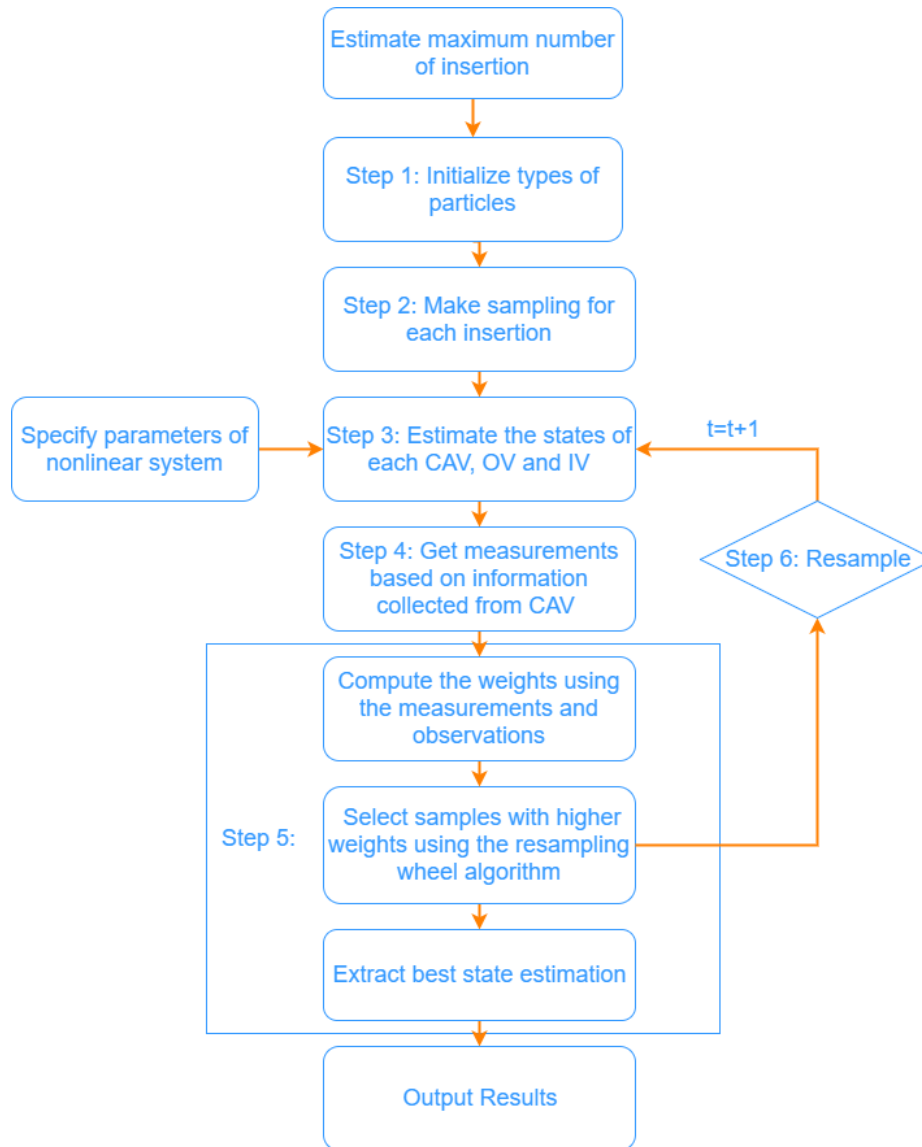 Estimate maximum number
of insertion
Step 1: Initialize types of
particles
Step 2: Make sampling for
each insertion
Specify parameters of
nonlinear system
Step 3: Estimate the states of
each CAV, OV and IV
t=t+1
Step 4: Get measurements
based on information
collected from CAV
Step 6: Resample
Compute the weights using
the measurements and
observations
Step 5:
Select samples with higher
weights using the resampling
wheel algorithm
Extract best state estimation
Output Results